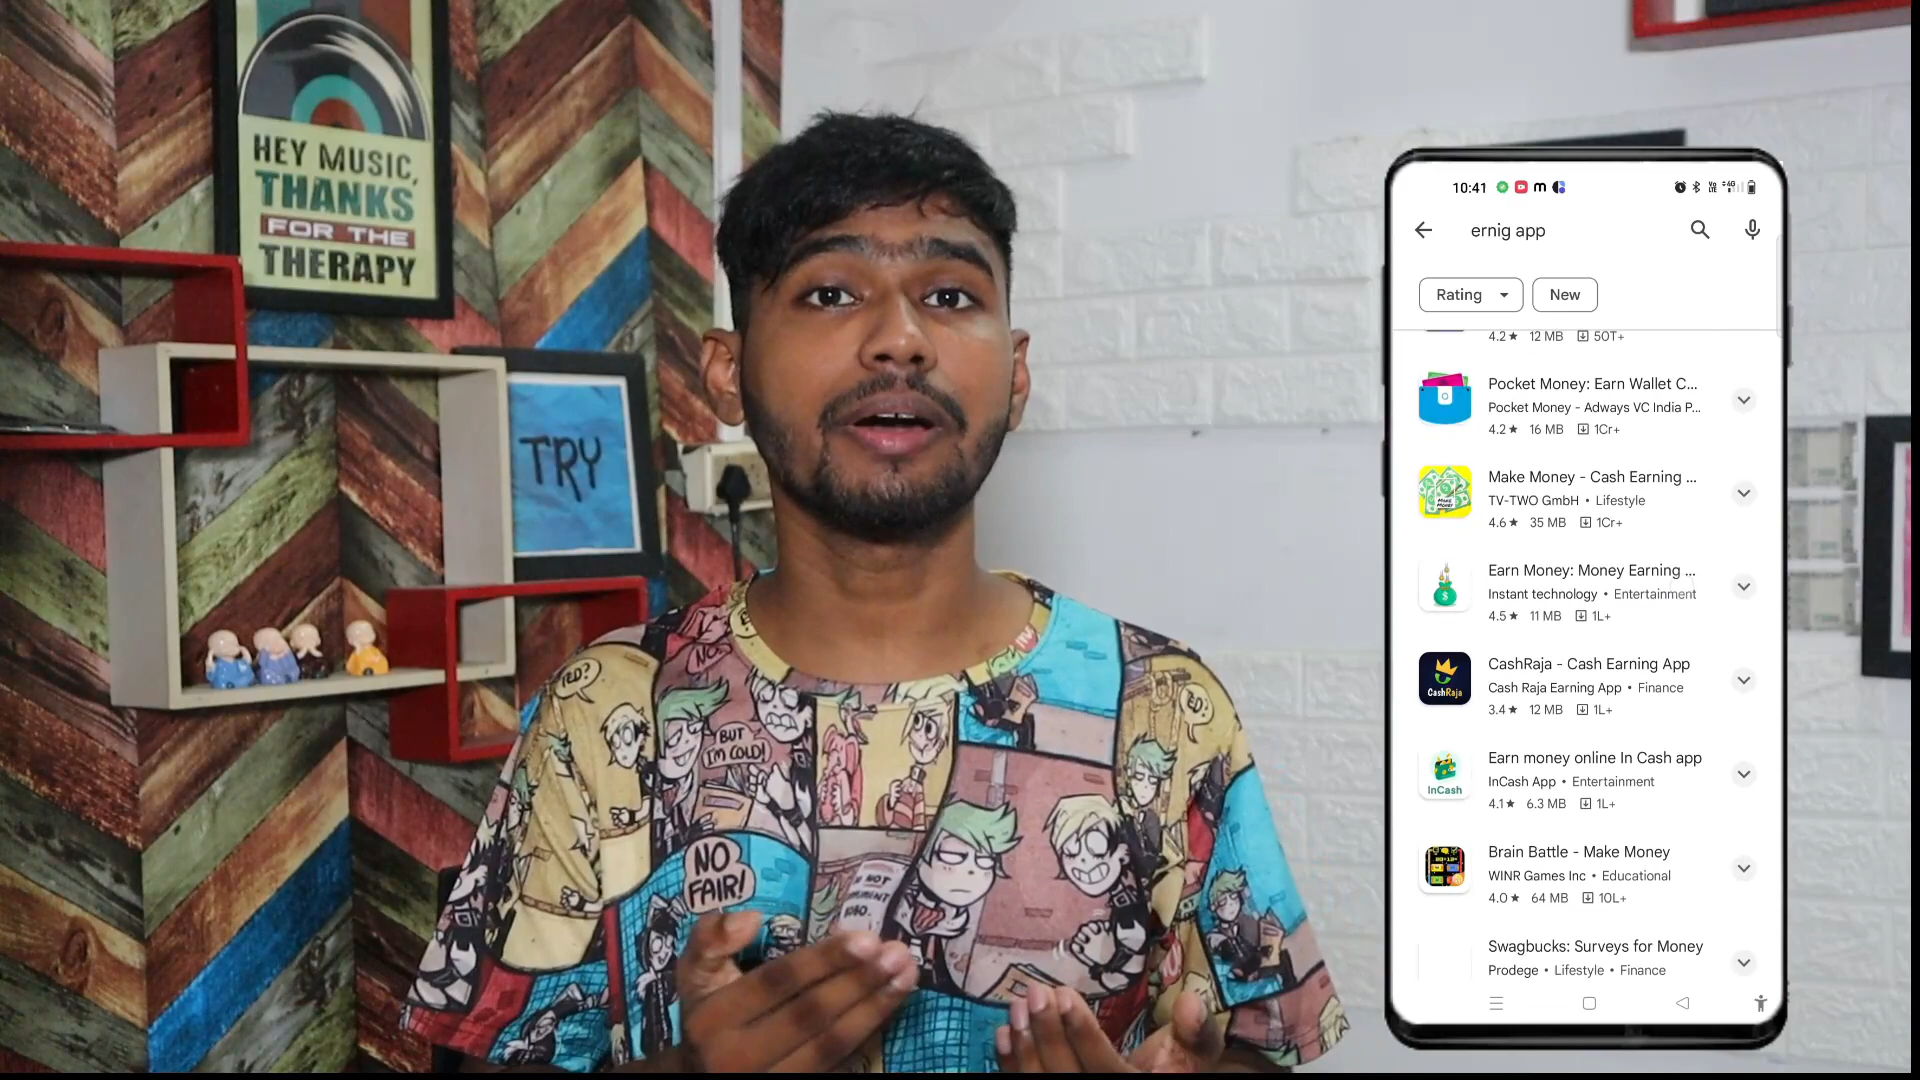 HEY MUSIC,
THANKS
FOR THE
THERAPY
TRY
NO.
BUT
I'M COLD!
NO
FAIR!
10:41
ernig app
Rating
New
4.2★ 12 MB 50T+
Pocket Money: Earn Wallet C...
Pocket Money - Adways VC India P...
4.2★ 16 MB 1Cr+
Make Money - Cash Earning ...
TV-TWO GmbH • Lifestyle
4.6★ 35 MB 1Cr+
Earn Money: Money Earning ...
Instant technology • Entertainment
4.5★ 11 MB 1L+
CashRaja
CashRaja - Cash Earning App
Cash Raja Earning App • Finance
3.4★ 12 MB 1L+
InCash
Earn money online In Cash app
InCash App • Entertainment
4.1★ 6.3 MB 1L+
Brain Battle - Make Money
WINR Games Inc • Educational
4.0★ 64 MB 10L+
Swagbucks: Surveys for Money
Prodege • Lifestyle • Finance